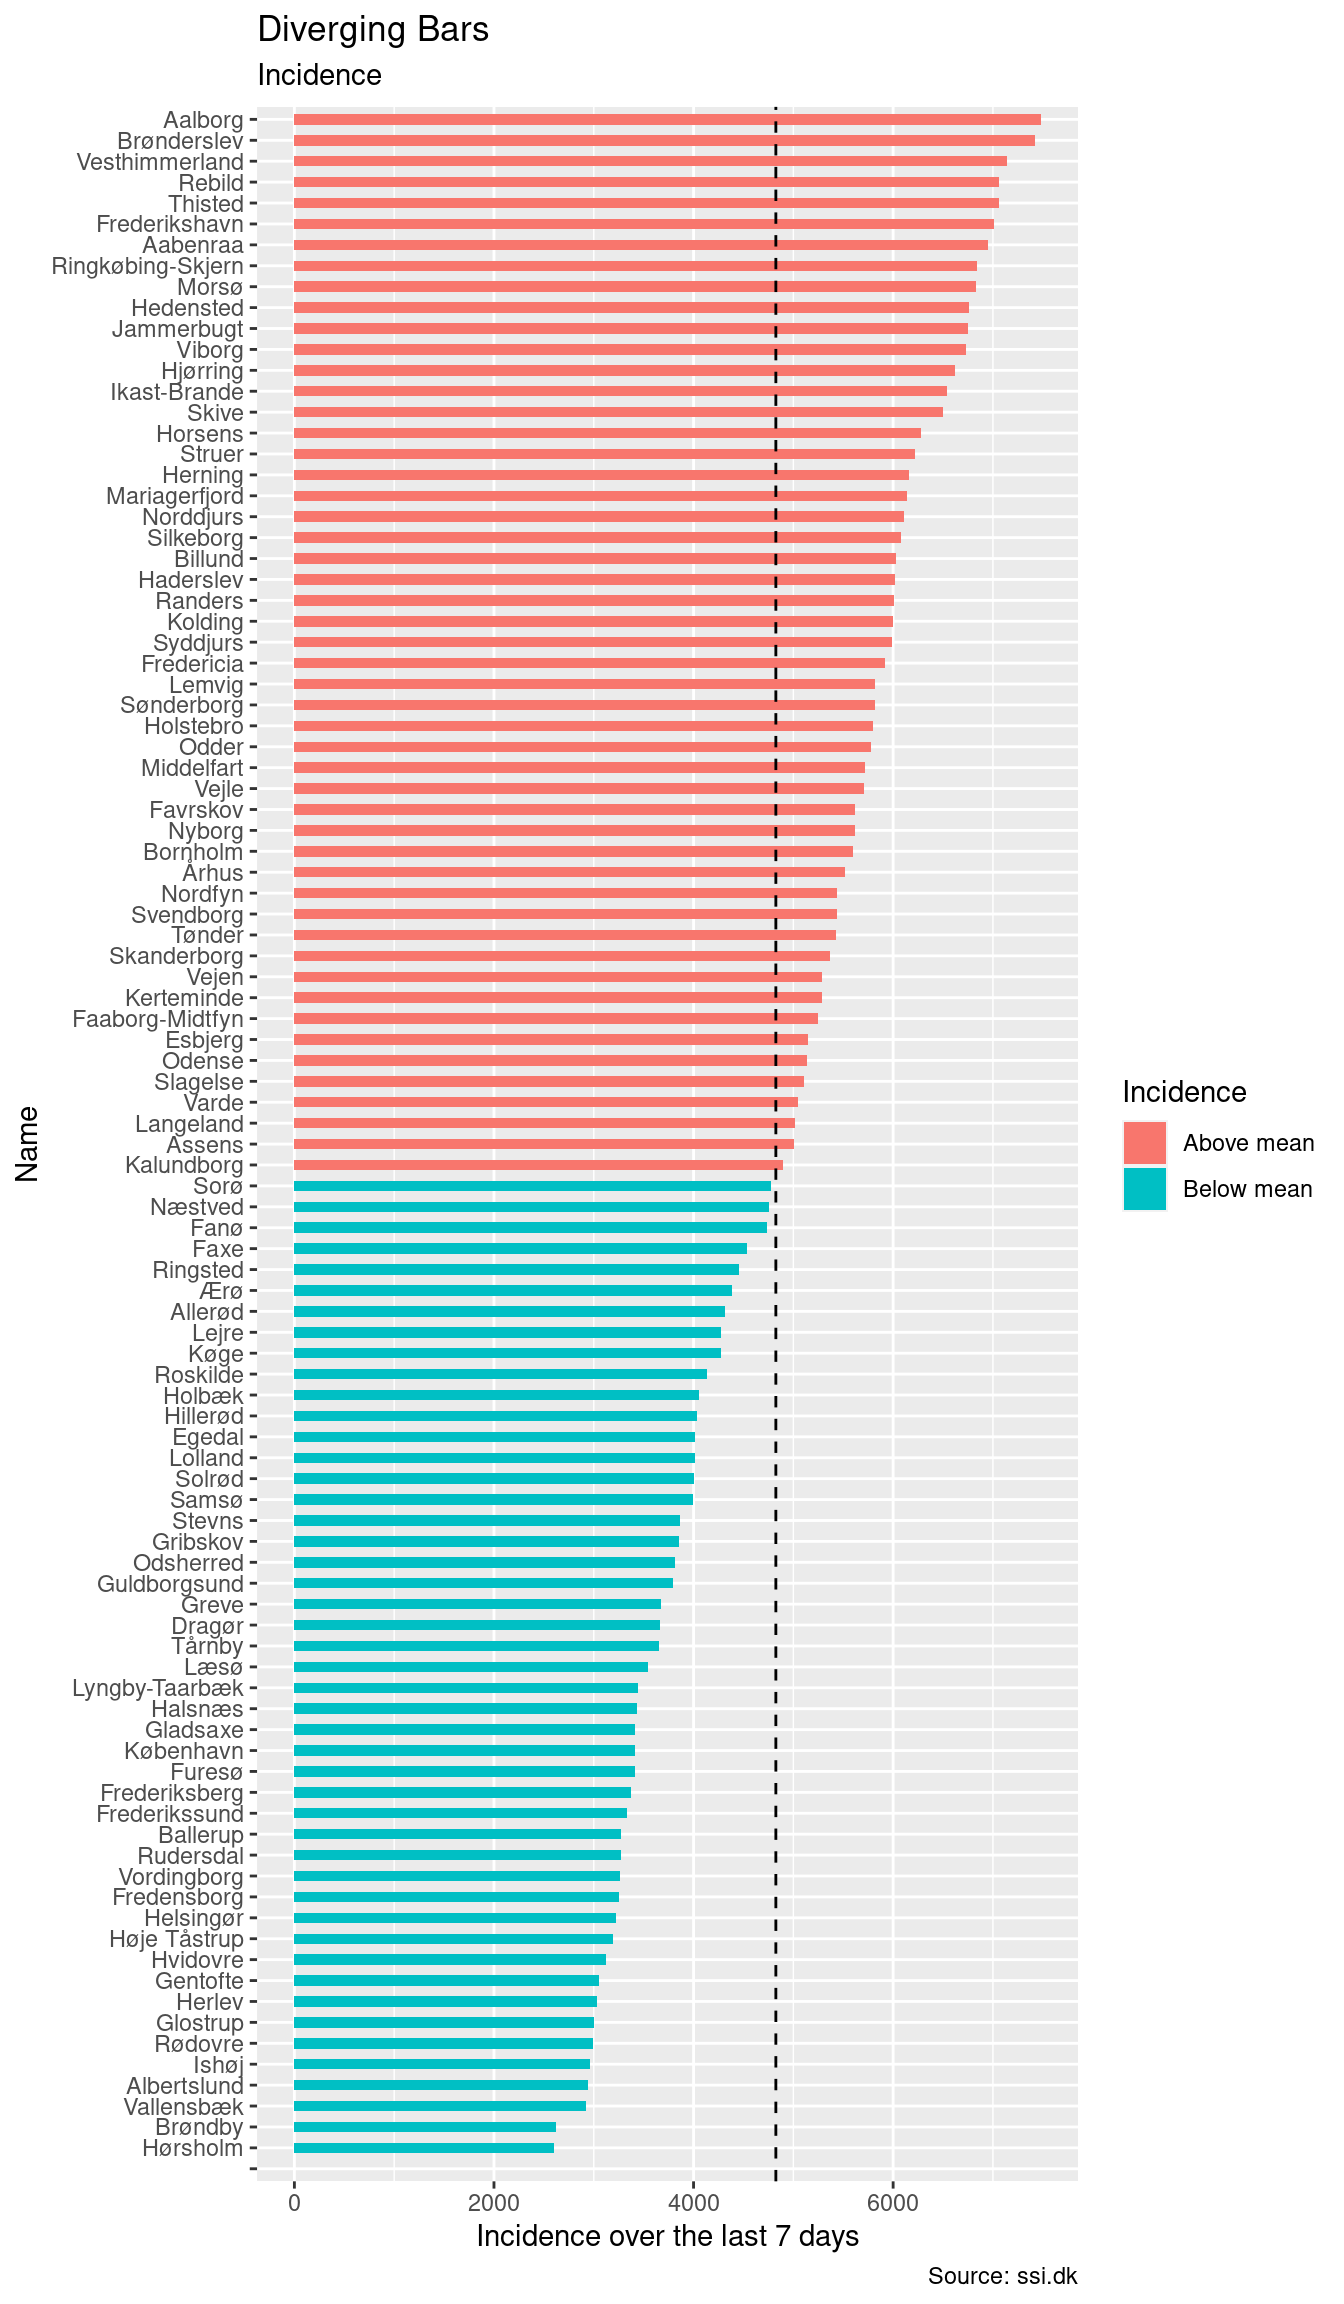 Diverging Bars
Incidence
Aalborg
Brønderslev
Vesthimmerland
Rebild
Thisted
Frederikshavn
Aabenraa
Ringkøbing-Skjern
Morsø
Hedensted
Jammerbugt
Viborg
Hjørring
Ikast-Brande
Skive
Horsens
Struer
Herning
Mariagerfjord
Norddjurs
Silkeborg
Billund
Haderslev
Randers
Kolding
Syddjurs
Fredericia
Lemvig
Sønderborg
Holstebro
Odder
Middelfart
Vejle
Favrskov
Nyborg
Bornholm
Århus
Nordfyn
Svendborg
Tønder
Skanderborg
Vejen
Kerteminde
Faaborg-Midtfyn
Esbjerg
Odense
Slagelse
Varde
Langeland
Assens
Kalundborg
Sorø
Næstved
Fanø
Faxe
Ringsted
Ærø
Allerød
Lejre
Køge
Roskilde
Holbæk
Hillerød
Egedal
Lolland
Solrød
Samsø
Stevns
Gribskov
Odsherred
Guldborgsund
Greve
Dragør
Tårnby
Læsø
Lyngby-Taarbæk
Halsnæs
Gladsaxe
København
Furesø
Frederiksberg
Frederikssund
Ballerup
Rudersdal
Vordingborg
Fredensborg
Helsingør
Høje Tåstrup
Hvidovre
Gentofte
Herlev
Glostrup
Rødovre
Ishøj
Albertslund
Vallensbæk
Brøndby
Hørsholm
Name
0 2000 4000 6000
Incidence over the last 7 days
Source: ssi.dk
Incidence
Above mean
Below mean